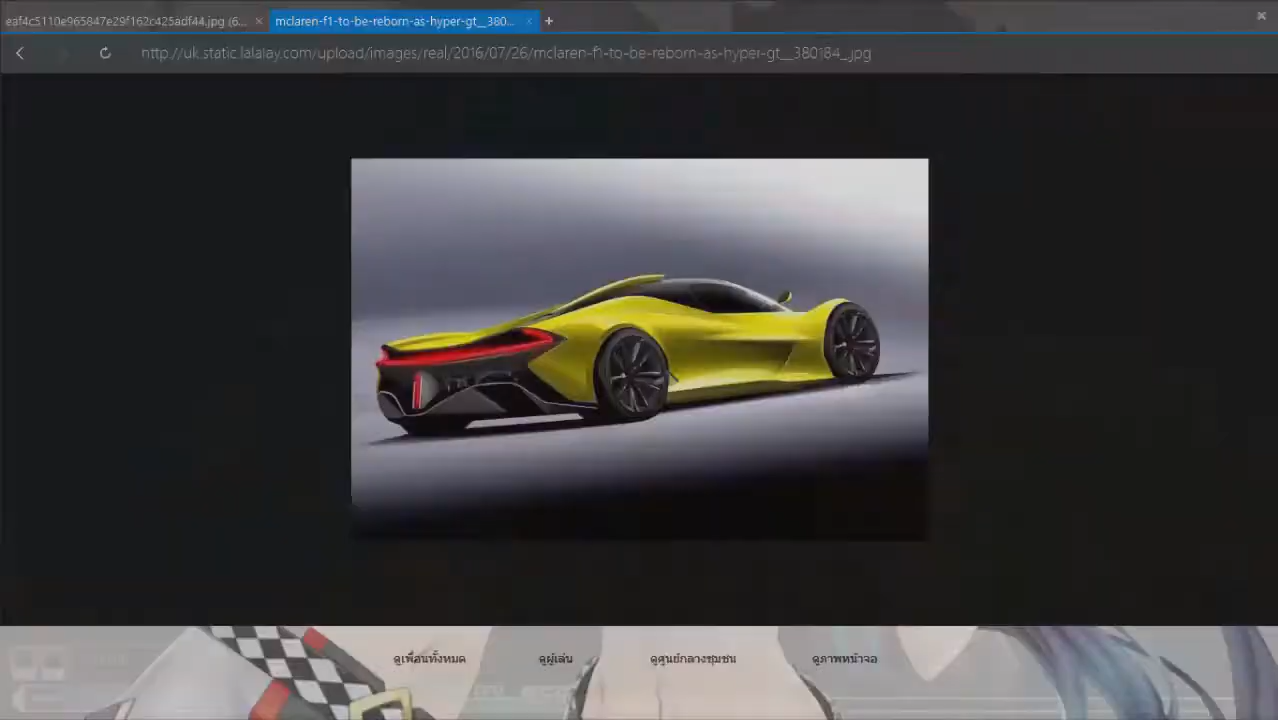 eaf4c5110e965847e29f162c425adf44.jpg (6...
mclaren-f1-to-be-reborn-as-hyper-gt__380...
http://uk.static.lalalay.com/upload/images/real/2016/07/26/mclaren-f1-to-be-reborn-as-hyper-gt__380184_.jpg
ดูเพื่อนทั้งหมด
ดูผู้เล่น
ดูศูนย์กลางชุมชน
ดูภาพหน้าจอ